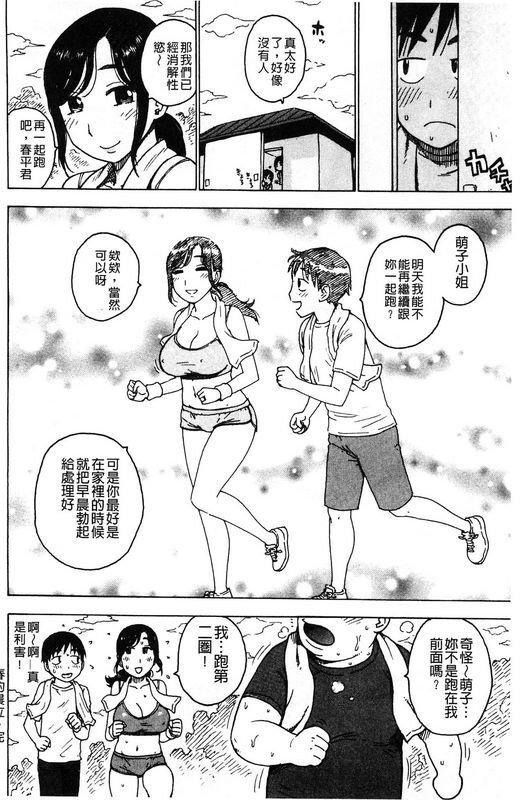 真太好
了，好像
沒有人
那我們已
經消解性
慾～
再一起跑
吧，春平君
萌子小姐
明天我能不
能再繼續跟
妳一起跑？
欸欸，當然
可以呀
可是你最好是
在家裡的時候
就把早晨勃起
給處理好
奇怪～萌子…
妳不是跑在我
前面嗎？
我…跑第
二圈！
啊～啊─真
是利害！